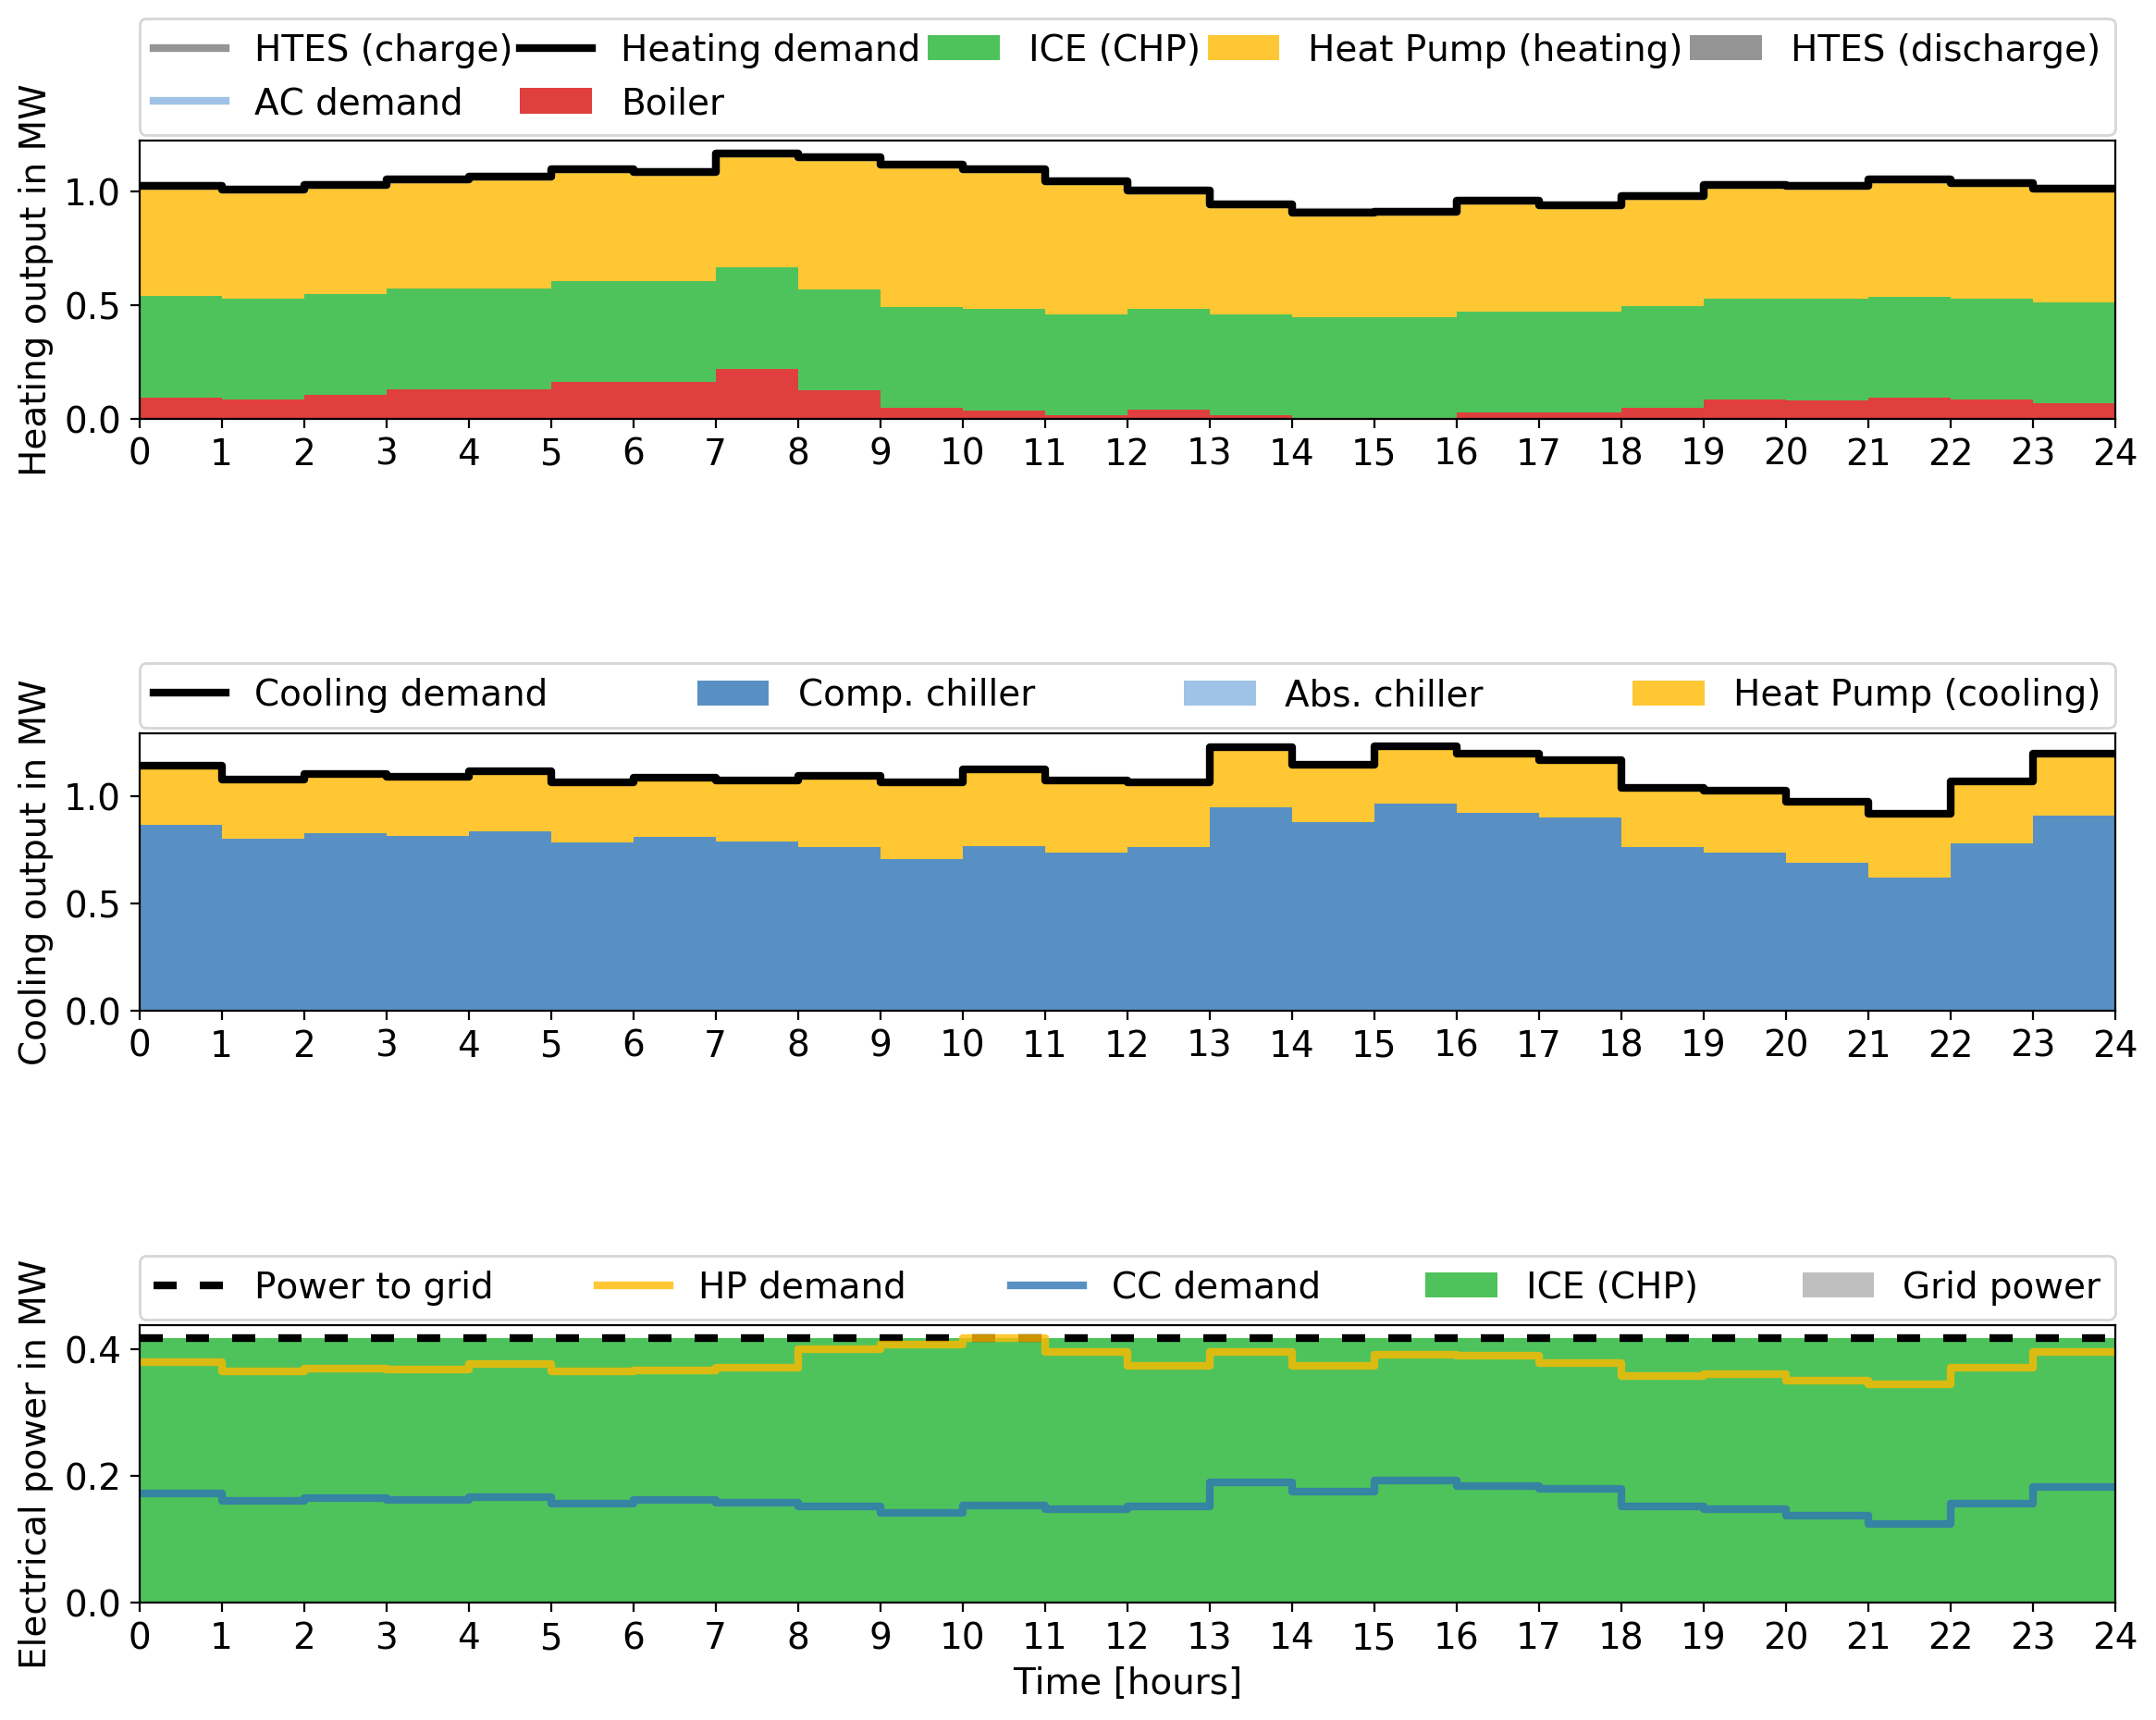 HTES (charge) Heating demand ICE (CHP) Heat Pump (heating) HTES (discharge)
AC demand Boiler
Heating output in MW
1.0
0.5
0.0
0 1 2 3 4 5 6 7 8 9 10 11 12 13 14 15 16 17 18 19 20 21 22 23 24
Cooling demand Comp. chiller Abs. chiller Heat Pump (cooling)
Cooling output in MW
1.0
0.5
0.0
0 1 2 3 4 5 6 7 8 9 10 11 12 13 14 15 16 17 18 19 20 21 22 23 24
Power to grid HP demand CC demand ICE (CHP) Grid power
Electrical power in MW
0.4
0.2
0.0
0 1 2 3 4 5 6 7 8 9 10 11 12 13 14 15 16 17 18 19 20 21 22 23 24
Time [hours]